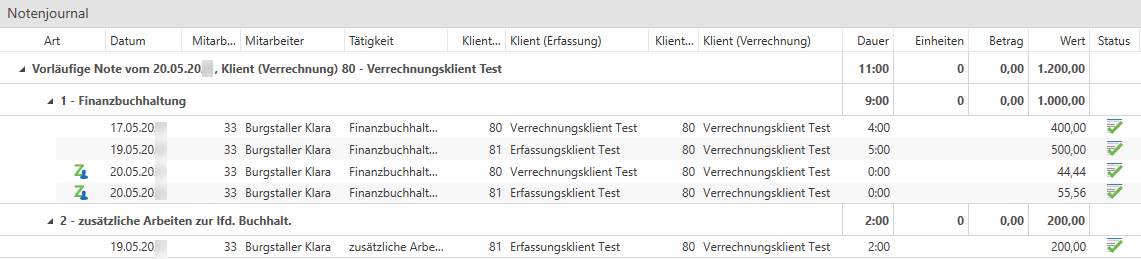 Notenjournal
Art Datum Mitarb... Mitarbeiter Tätigkeit Klient... Klient (Erfassung) Klient... Klient (Verrechnung) Dauer Einheiten Betrag Wert Status
Vorläufige Note vom 20.05.20 , Klient (Verrechnung) 80 - Verrechnungsklient Test 11:00 0 0,00 1.200,00
1 - Finanzbuchhaltung 9:00 0 0,00 1.000,00
17.05.20 33 Burgstaller Klara Finanzbuchhalt... 80 Verrechnungsklient Test 80 Verrechnungsklient Test 4:00 400,00
19.05.20 33 Burgstaller Klara Finanzbuchhalt... 81 Erfassungsklient Test 80 Verrechnungsklient Test 5:00 500,00
Z 20.05.20 33 Burgstaller Klara Finanzbuchhalt... 80 Verrechnungsklient Test 80 Verrechnungsklient Test 0:00 44,44
Z 20.05.20 33 Burgstaller Klara Finanzbuchhalt... 81 Erfassungsklient Test 80 Verrechnungsklient Test 0:00 55,56
2 - zusätzliche Arbeiten zur lfd. Buchhalt. 2:00 0 0,00 200,00
19.05.20 33 Burgstaller Klara zusätzliche Arbe... 81 Erfassungsklient Test 80 Verrechnungsklient Test 2:00 200,00